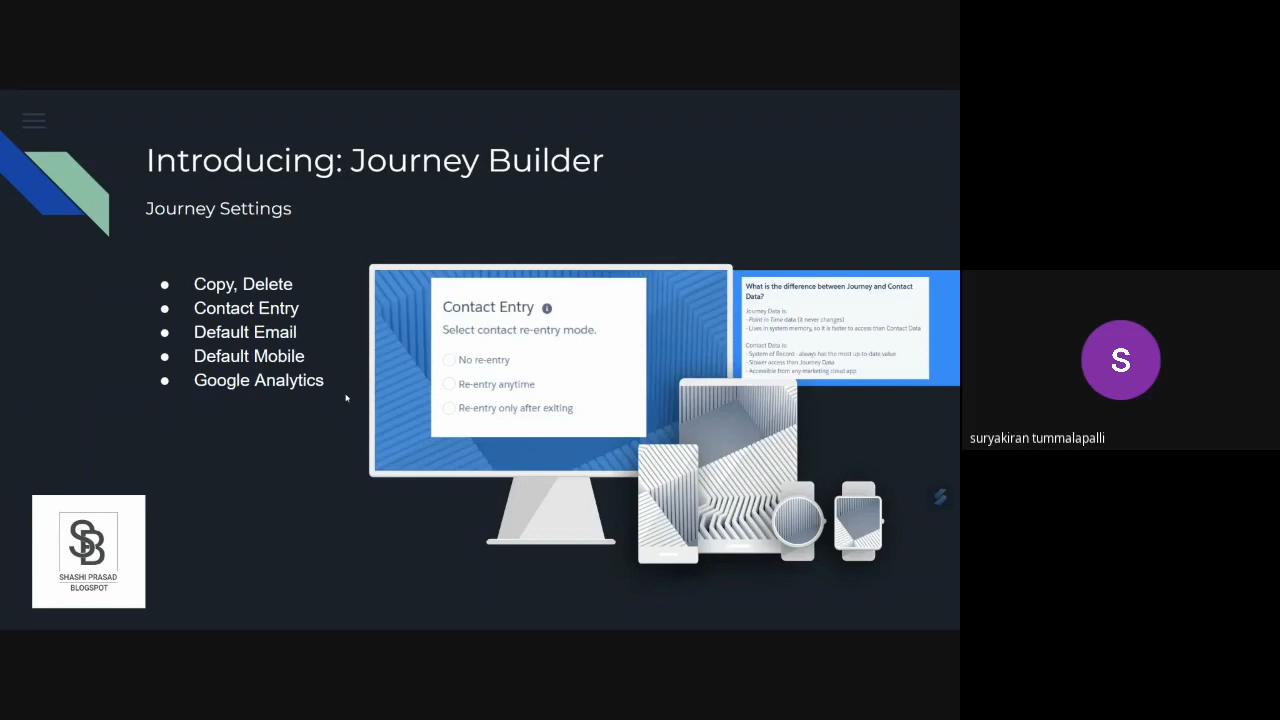 Introducing: Journey Builder
Journey Settings
● Copy, Delete
● Contact Entry
● Default Email
● Default Mobile
● Google Analytics
Contact Entry
Select contact re-entry mode.
No re-entry
Re-entry anytime
Re-entry only after exiting
What is the difference between Journey and Contact
Data?
Journey Data is:
- Point in Time data (it never changes)
- Lives in system memory, so it is faster to access than Contact Data
Contact Data is:
- System of Record - always has the most up-to-date value
- Slower access than Journey Data
- Accessible from any marketing cloud app
SB
SHASHI PRASAD
BLOGSPOT
S
suryakiran tummalapalli